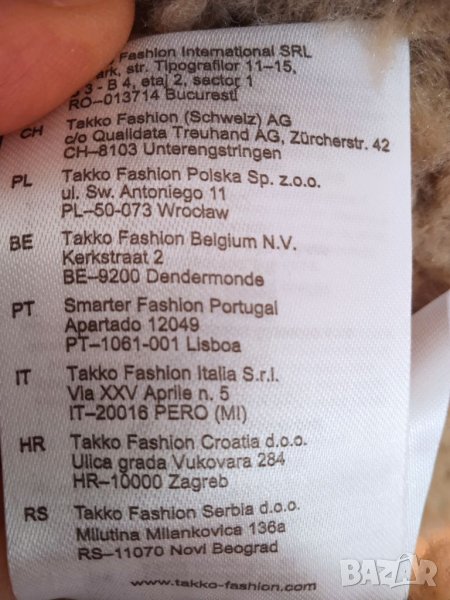 Fashion International SRL
ark, str. Tipografilor 11–15,
3 - B 4, etaj 2, sector 1
RO–013714 Bucuresti
CH Takko Fashion (Schweiz) AG
c/o Qualidata Treuhand AG, Zürcherstr. 42
CH–8103 Unterengstringen
PL Takko Fashion Polska Sp. z.o.o.
ul. Sw. Antoniego 11
PL–50-073 Wrocław
BE Takko Fashion Belgium N.V.
Kerkstraat 2
BE–9200 Dendermonde
PT Smarter Fashion Portugal
Apartado 12049
PT–1061-001 Lisboa
IT Takko Fashion Italia S.r.l.
Via XXV Aprile n. 5
IT–20016 PERO (MI)
HR Takko Fashion Croatia d.o.o.
Ulica grada Vukovara 284
HR–10000 Zagreb
RS Takko Fashion Serbia d.o.o.
Milutina Milankovica 136a
RS–11070 Novi Beograd
www.takko-fashion.com
BAZAR